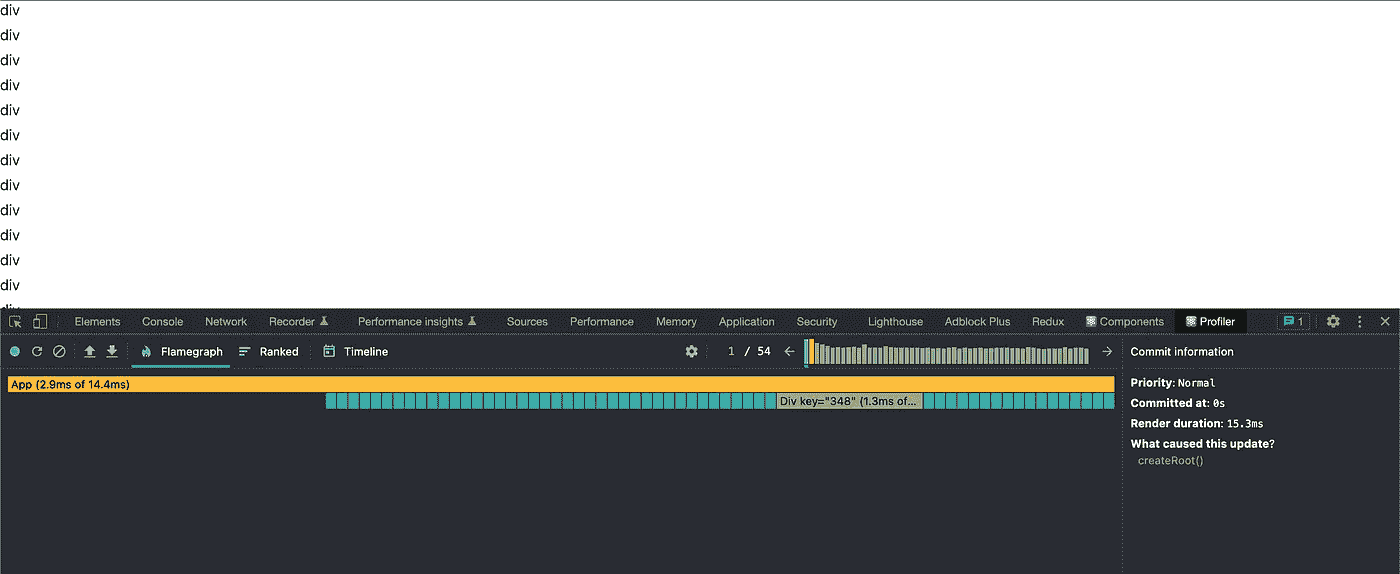 div
div
div
div
div
div
div
div
div
div
div
div
Elements Console Network Recorder Performance insights Sources Performance Memory Application Security Lighthouse Adblock Plus Redux Components Profiler 1
Flamegraph Ranked Timeline 1 / 54 Commit information
App (2.9ms of 14.4ms)
Div key="348" (1.3ms of...
Priority: Normal
Committed at: 0s
Render duration: 15.3ms
What caused this update?
createRoot()